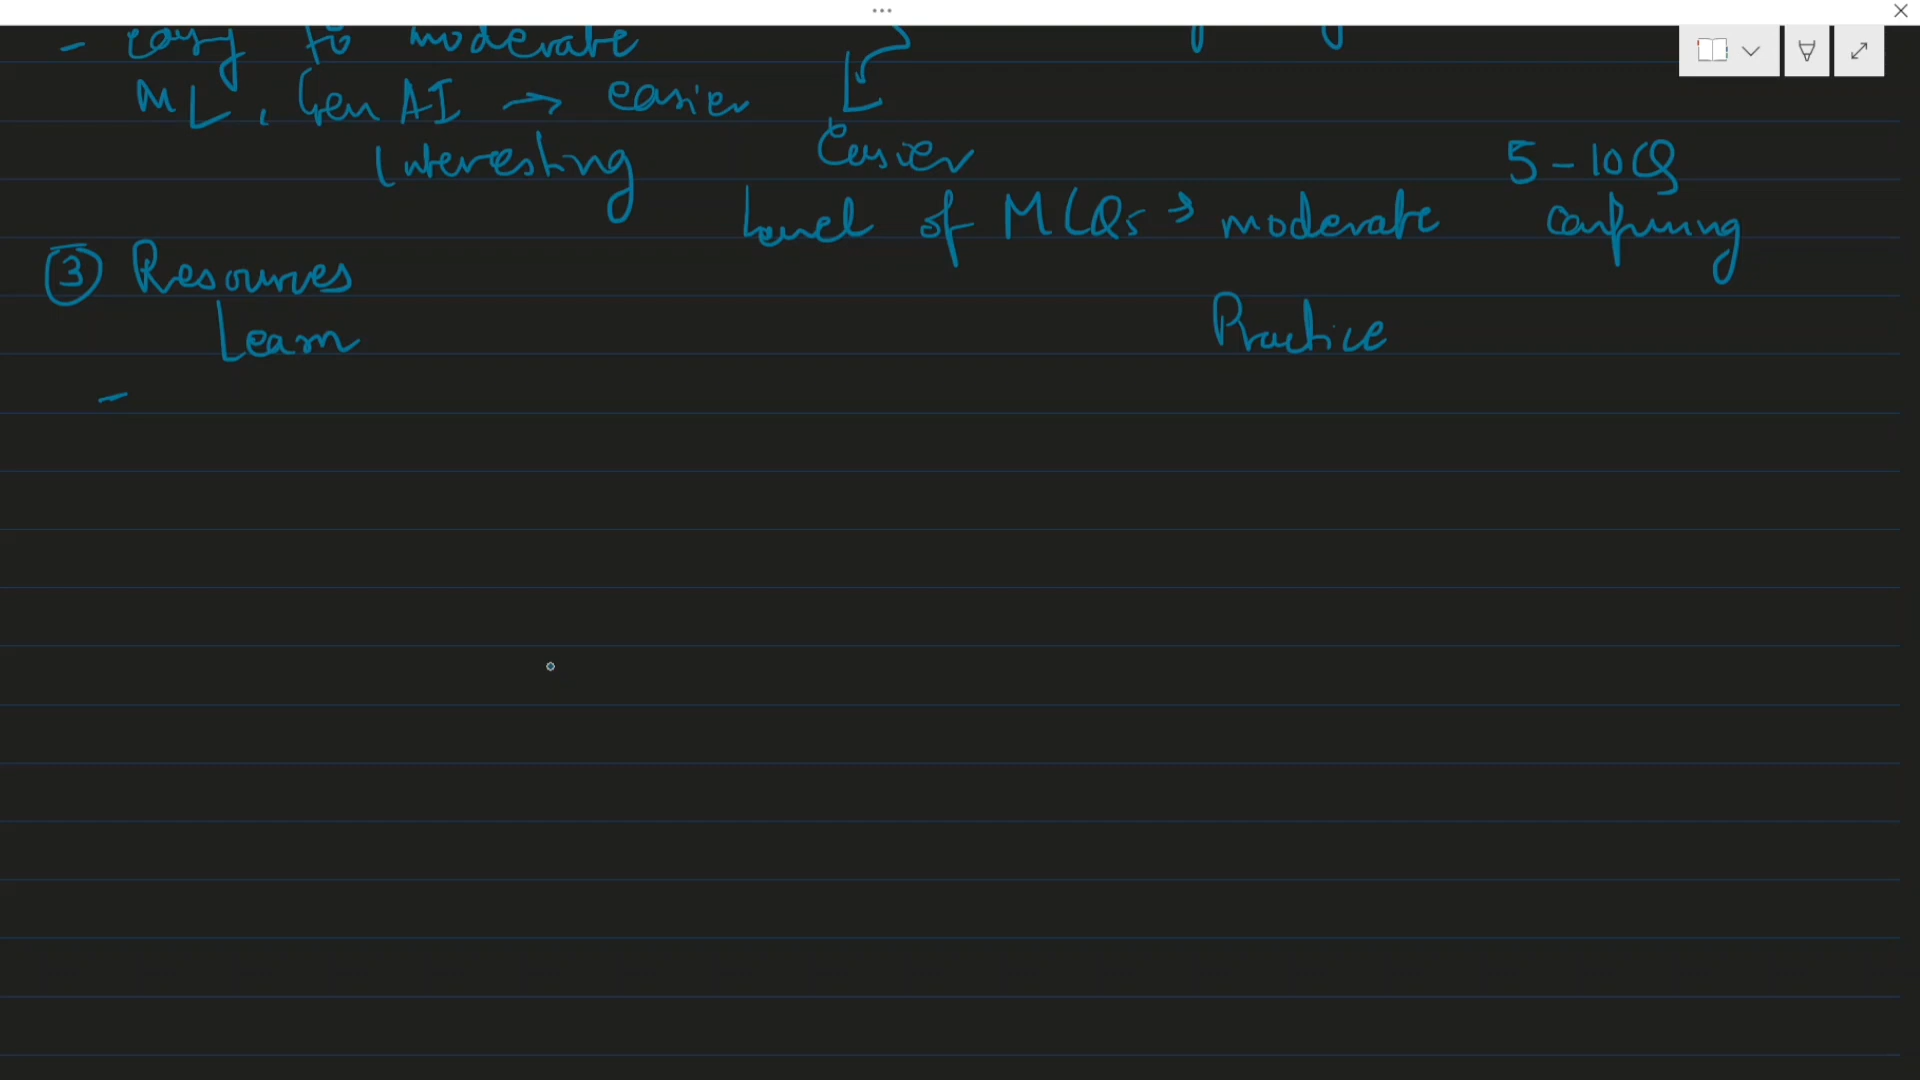 - easy to moderate
ML, Gen AI → easier
Interesting
Easier
5-10Q
Level of MCQs → moderate
confusing
③ Resources
Learn
Practice
-